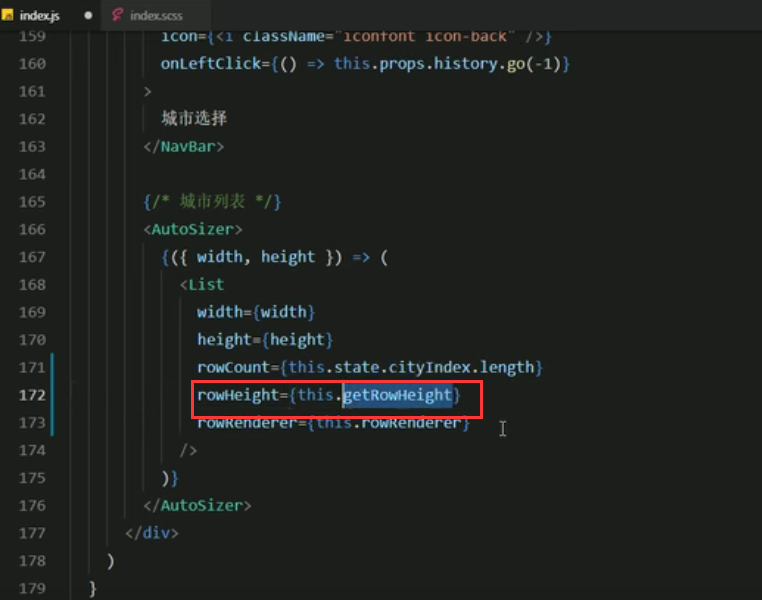 index.js
index.scss
159 icon={<i className="iconfont icon-back" />}
160 onLeftClick={() => this.props.history.go(-1)}
161 >
162 城市选择
163 </NavBar>
164
165 {/* 城市列表 */}
166 <AutoSizer>
167 {({ width, height }) => (
168 <List
169 width={width}
170 height={height}
171 rowCount={this.state.cityIndex.length}
172 rowHeight={this.getRowHeight}
173 rowRenderer={this.rowRenderer}
174 />
175 )}
176 </AutoSizer>
177 </div>
178 )
179 }